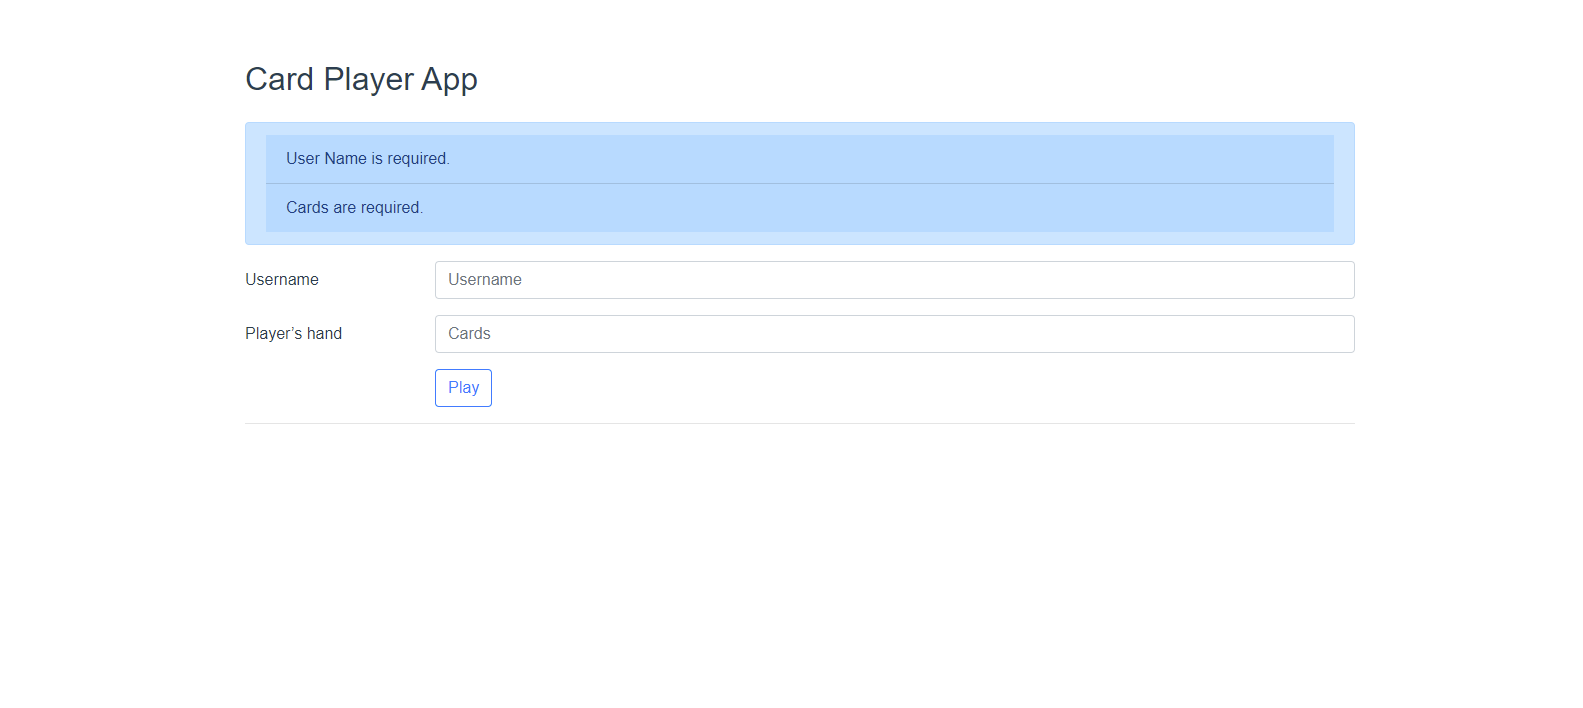 Card Player App
User Name is required.
Cards are required.
Username Username
Player’s hand Cards
Play